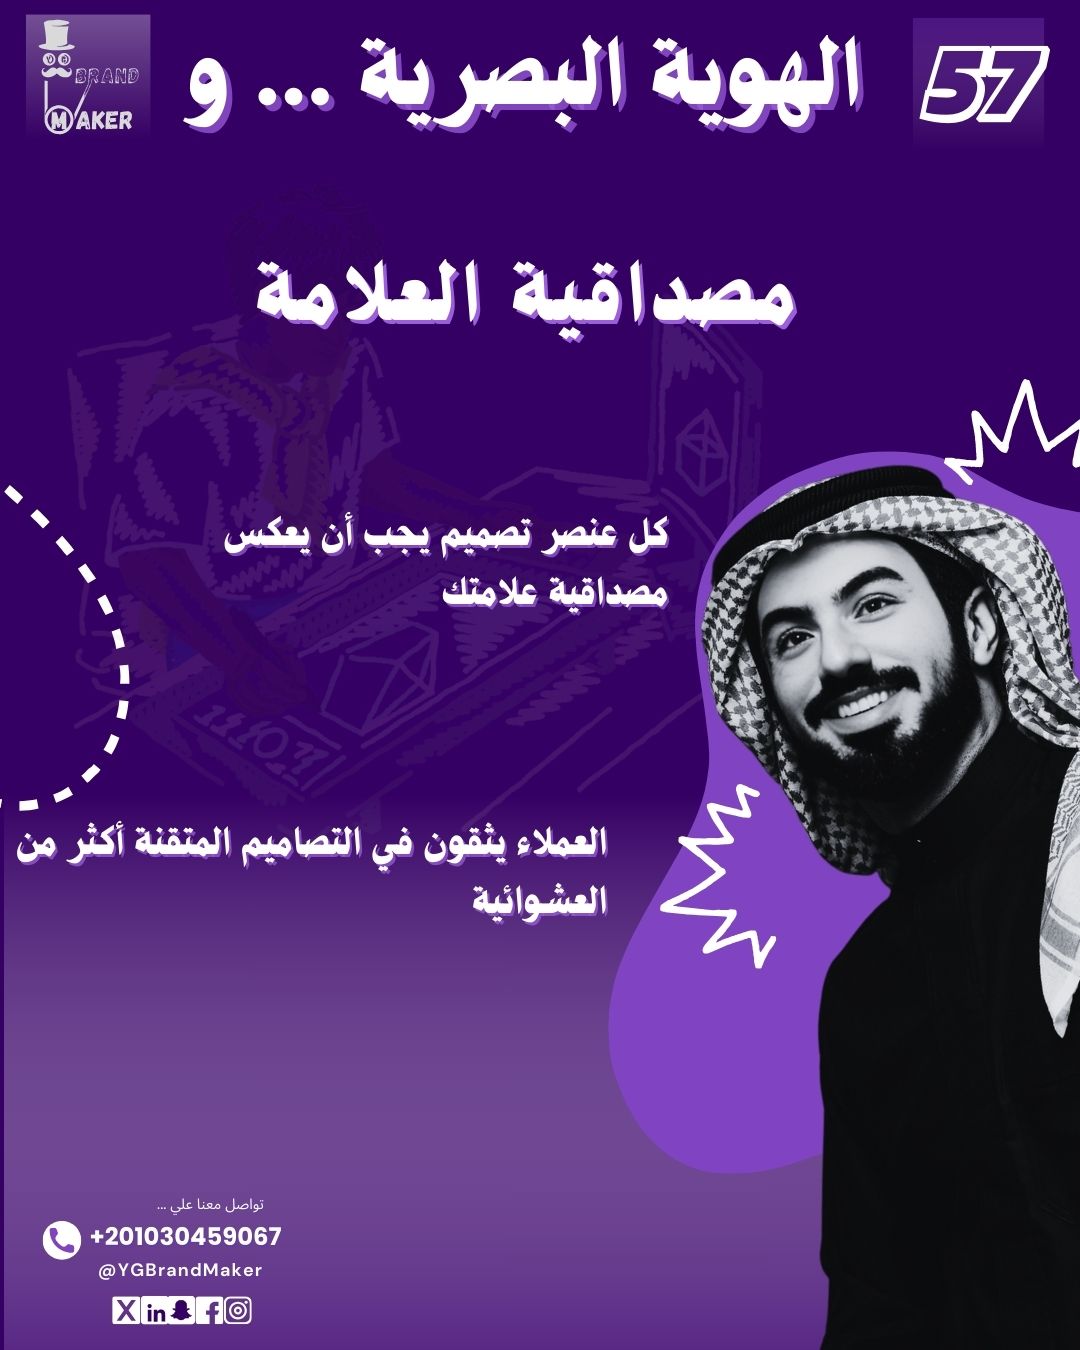 57
الهوية البصرية ... و
BRAND
MAKER
مصداقية العلامة
كل عنصر تصميم يجب أن يعكس
مصداقية علامتك
العملاء يثقون في التصاميم المتقنة أكثر من
العشوائية
تواصل معنا علي ...
+201030459067
@YGBrandMaker